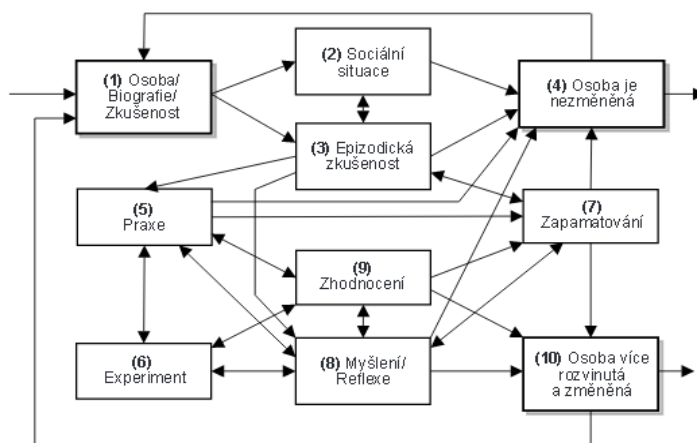 (1) Osoba/
Biografie/
Zkušenost
(2) Sociální
situace
(3) Epizodická
zkušenost
(4) Osoba je
nezměněná
(5)
Praxe
(6)
Experiment
(7)
Zapamatování
(9)
Zhodnocení
(8) Myšlení/
Reflexe
(10) Osoba více
rozvinutá
a změněná